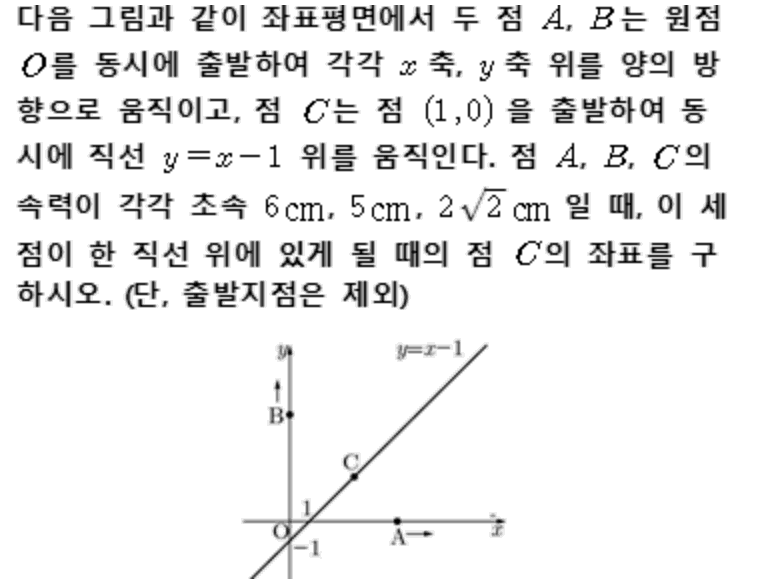 다음 그림과 같이 좌표평면에서 두 점 A, B는 원점
O를 동시에 출발하여 각각 x 축, y 축 위를 양의 방
향으로 움직이고, 점 C는 점 (1,0) 을 출발하여 동
시에 직선 y=x-1 위를 움직인다. 점 A, B, C의
속력이 각각 초속 6cm, 5cm, 2√2 cm 일 때, 이 세
점이 한 직선 위에 있게 될 때의 점 C의 좌표를 구
하시오. (단, 출발지점은 제외)
y
y=x-1
B
C
1
O
A
x
-1